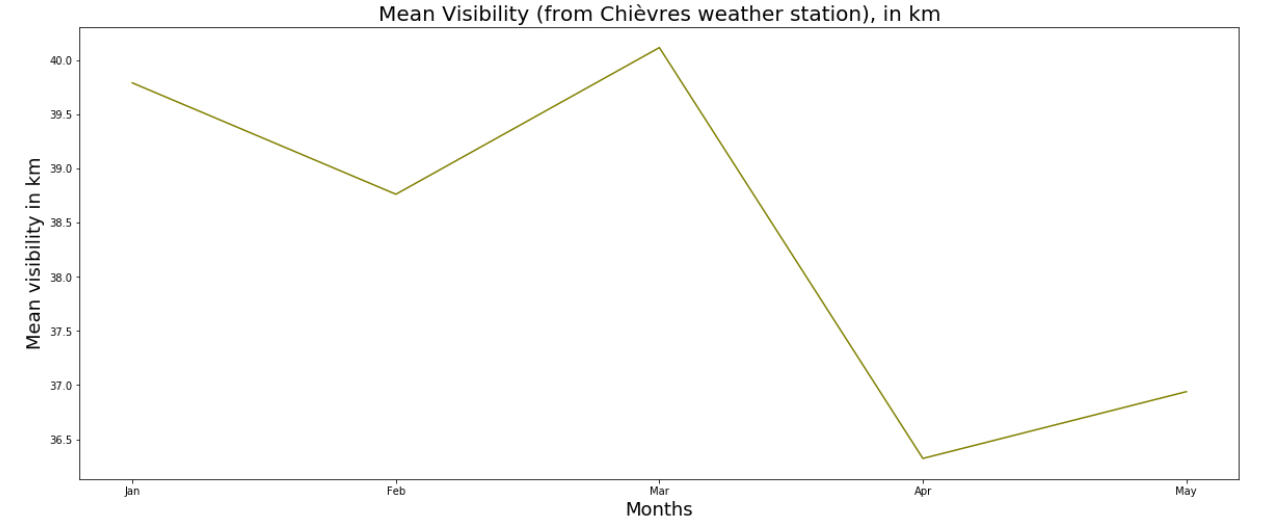 Mean Visibility (from Chièvres weather station), in km
Mean visibility in km
40.0
39.5
39.0
38.5
38.0
37.5
37.0
36.5
Jan Feb Mar Apr May
Months